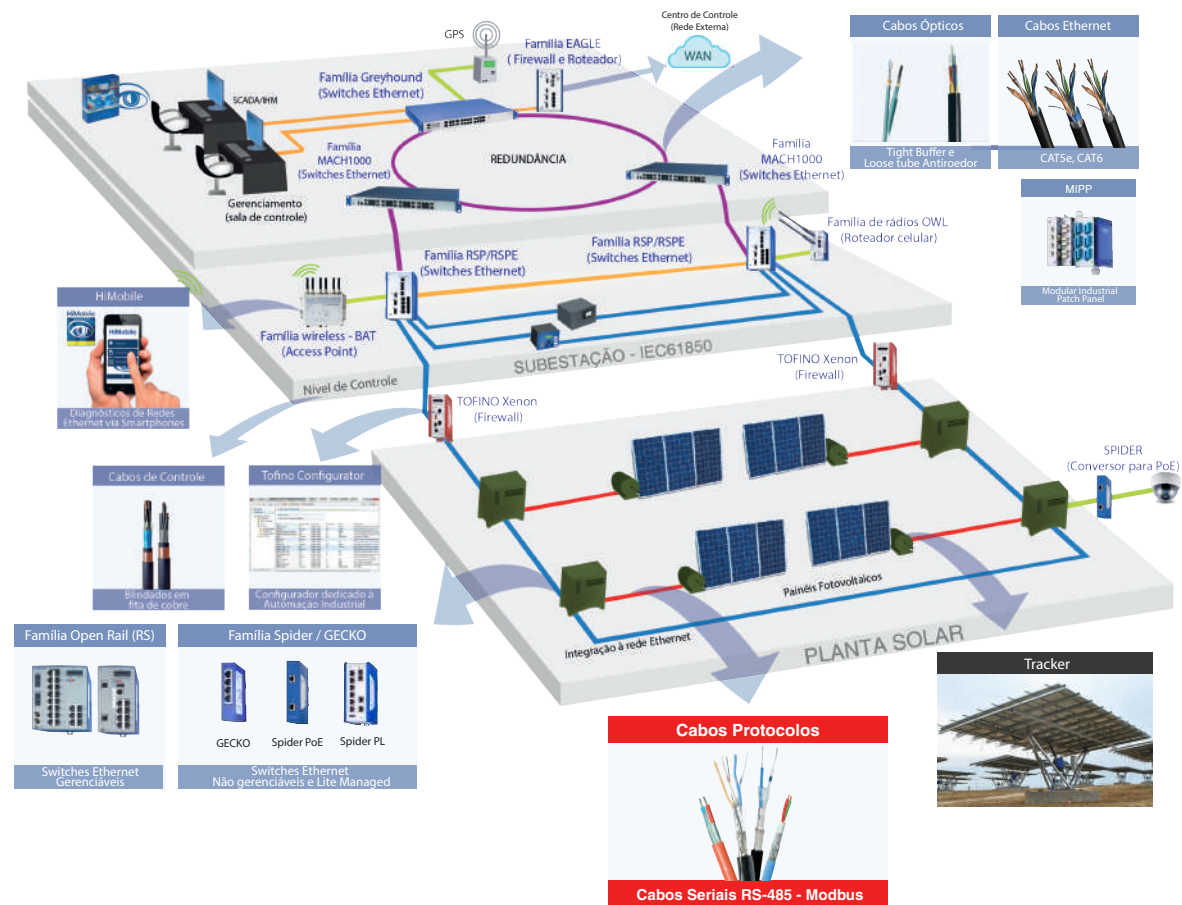 Centro de Controle
(Rede Externa)
WAN
GPS
Família EAGLE
( Firewall e Roteador)
Família Greyhound
(Switches Ethernet)
SCADA/IHM
Família
MACH1000
(Switches Ethernet)
REDUNDÂNCIA
Família
MACH1000
(Switches Ethernet)
Gerenciamento
(sala de controle)
Cabos Ópticos
Tight Buffer e
Loose tube Antiroedor
Cabos Ethernet
CAT5e, CAT6
MIPP
Modular Industrial
Patch Panel
Família de rádios OWL
(Roteador celular)
Família RSP/RSPE
(Switches Ethernet)
Família RSP/RSPE
(Switches Ethernet)
HiMobile
HiMobile
HiMobile
Diagnósticos de Redes
Ethernet via Smartphones
Família wireless - BAT
(Access Point)
SUBESTAÇÃO - IEC61850
Nível de Controle
TOFINO Xenon
(Firewall)
TOFINO Xenon
(Firewall)
SPIDER
(Conversor para PoE)
Cabos de Controle
Blindados em
fita de cobre
Tofino Configurator
Configurador dedicado à
Automação Industrial
Painéis Fotovoltaicos
Integração à rede Ethernet
PLANTA SOLAR
Família Open Rail (RS)
Switches Ethernet
Gerenciáveis
Família Spider / GECKO
GECKO
Spider PoE
Spider PL
Switches Ethernet
Não gerenciáveis e Lite Managed
Tracker
Cabos Protocolos
Cabos Seriais RS-485 - Modbus